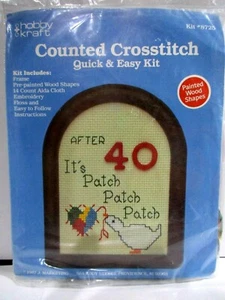 hobby
kraft
Kit #8725
Counted Crosstitch
Quick & Easy Kit
Kit Includes:
Frame
Pre-painted Wood Shapes
14 Count Aida Cloth
Embroidery
Floss and
Easy to Follow
Instructions
Painted
Wood
Shapes
AFTER 40
It's
Patch
Patch
Patch